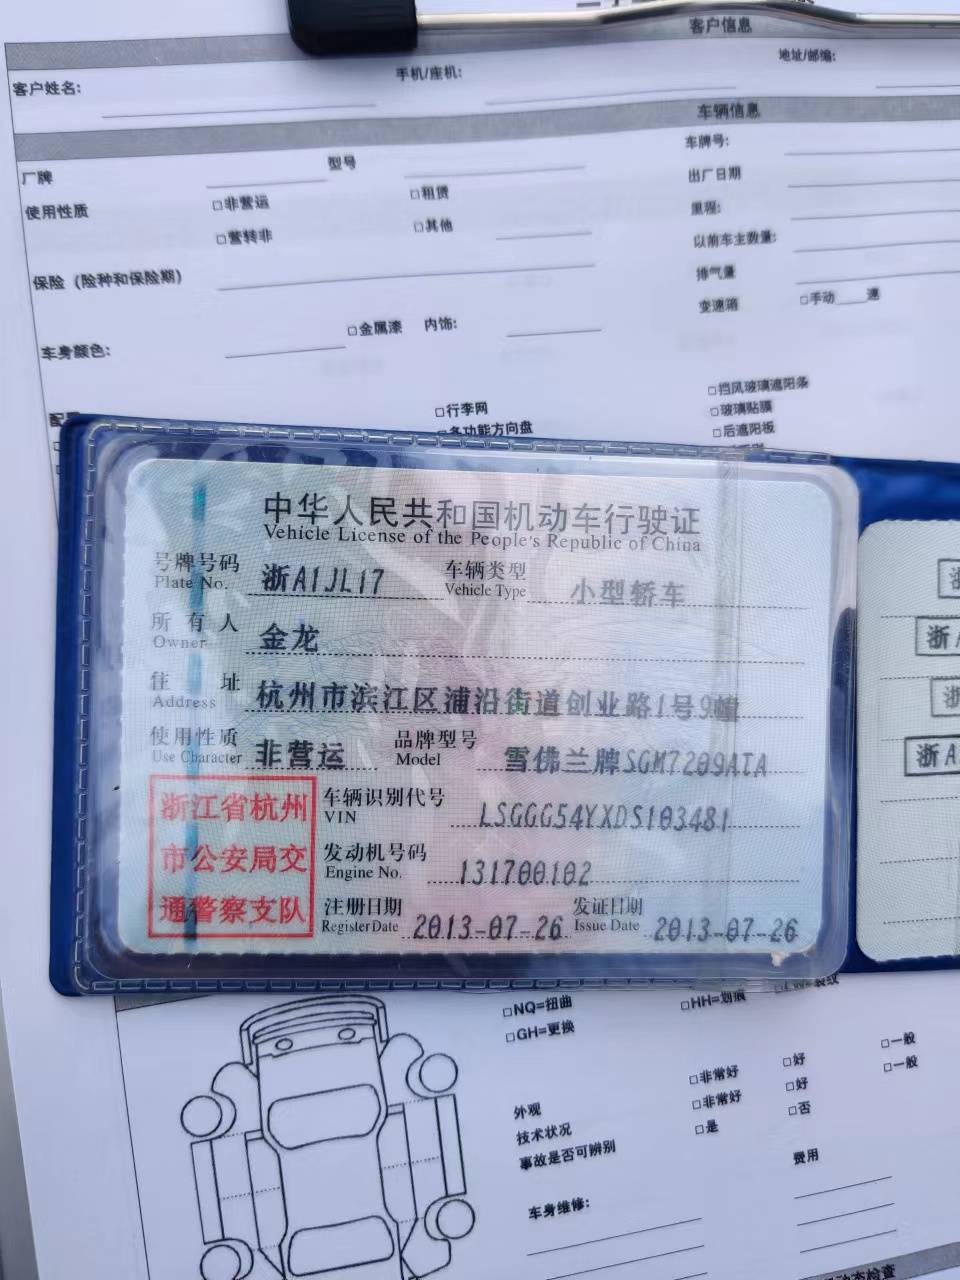 客户信息
客户姓名:
手机/座机:
地址/邮编:
车辆信息
厂牌
型号
车牌号:
使用性质
□非营运
□租赁
出厂日期
□营转非
□其他
里程:
以前车主数量:
保险（险种和保险期）
排气量
变速箱
□手动____速
车身颜色:
□金属漆
内饰:
□行李网
□多功能方向盘
□挡风玻璃遮阳条
□玻璃贴膜
□后遮阳板
中华人民共和国机动车行驶证
Vehicle License of the People's Republic of China
号牌号码 浙A1JL17 车辆类型 小型轿车
Plate No. Vehicle Type
所有人 金龙
Owner
住址 杭州市滨江区浦沿街道创业路1号9幢
Address
使用性质 非营运 品牌型号 雪佛兰牌SGM7209ATA
Use Character Model
浙江省杭州
市公安局交
通警察支队
车辆识别代号 LSGGG54YXDS103481
VIN
发动机号码 131700102
Engine No.
注册日期 2013-07-26 发证日期 2013-07-26
Register Date Issue Date
浙
浙A
浙
浙A
□NQ=扭曲
□HH=划痕
□GH=更换
外观
□非常好
□好
□一般
技术状况
□非常好
□好
□一般
事故是否可辨别
□是
□否
车身维修:
费用